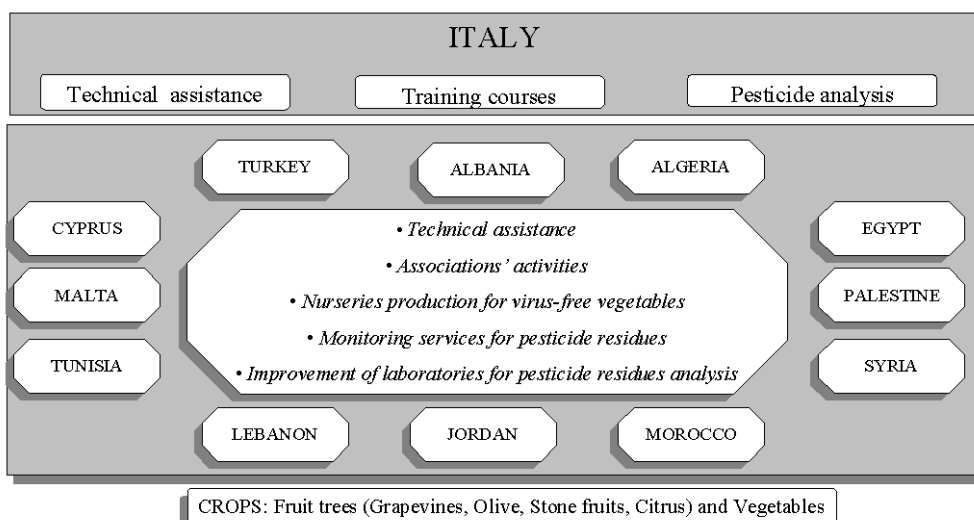 ITALY
Technical assistance
Training courses
Pesticide analysis
TURKEY
ALBANIA
ALGERIA
CYPRUS
MALTA
TUNISIA
• Technical assistance
• Associations’ activities
• Nurseries production for virus-free vegetables
• Monitoring services for pesticide residues
• Improvement of laboratories for pesticide residues analysis
EGYPT
PALESTINE
SYRIA
LEBANON
JORDAN
MOROCCO
CROPS: Fruit trees (Grapevines, Olive, Stone fruits, Citrus) and Vegetables